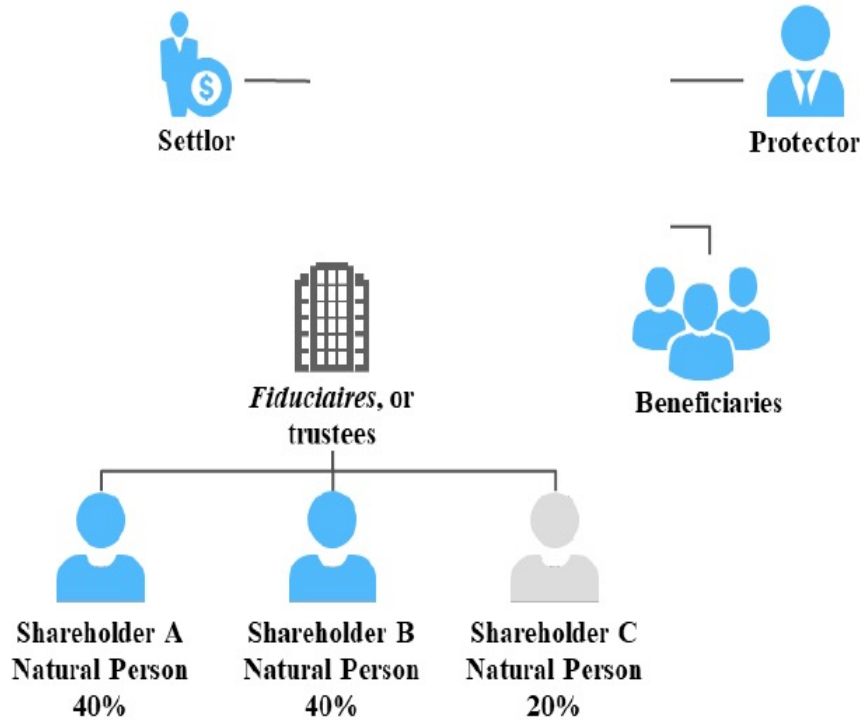 $
Settlor
Protector
Fiduciaires, or
trustees
Beneficiaries
Shareholder A
Natural Person
40%
Shareholder B
Natural Person
40%
Shareholder C
Natural Person
20%